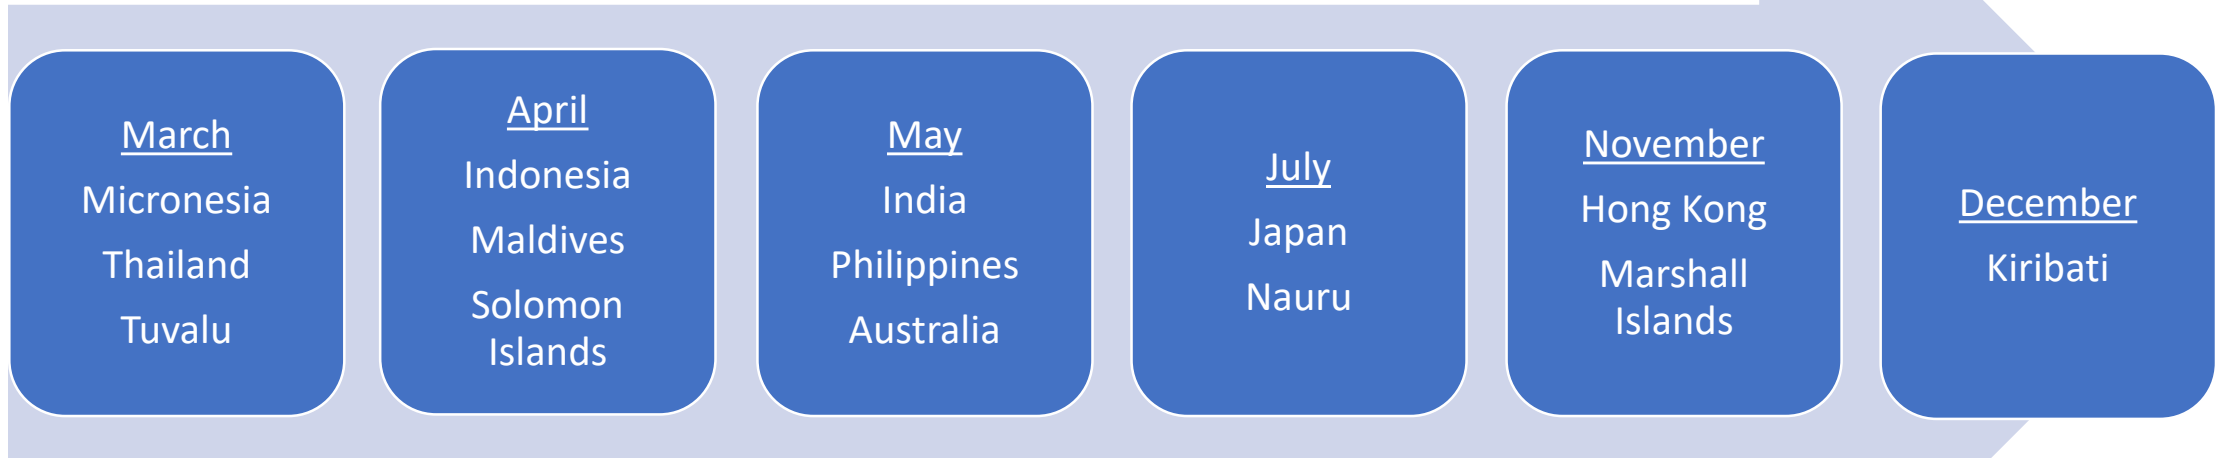 March
Micronesia
Thailand
Tuvalu
April
Indonesia
Maldives
Solomon
Islands
May
India
Philippines
Australia
July
Japan
Nauru
November
Hong Kong
Marshall
Islands
December
Kiribati